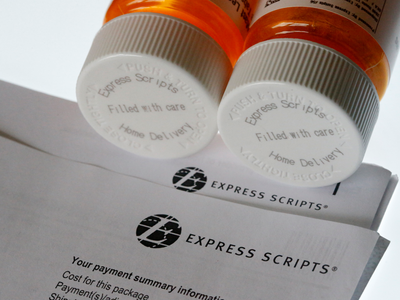 Express Scripts
Filled with care
Home Delivery
Express Scripts
Filled with care
Home Delivery
EXPRESS SCRIPTS®
EXPRESS SCRIPTS®
Your payment summary
Cost for this package